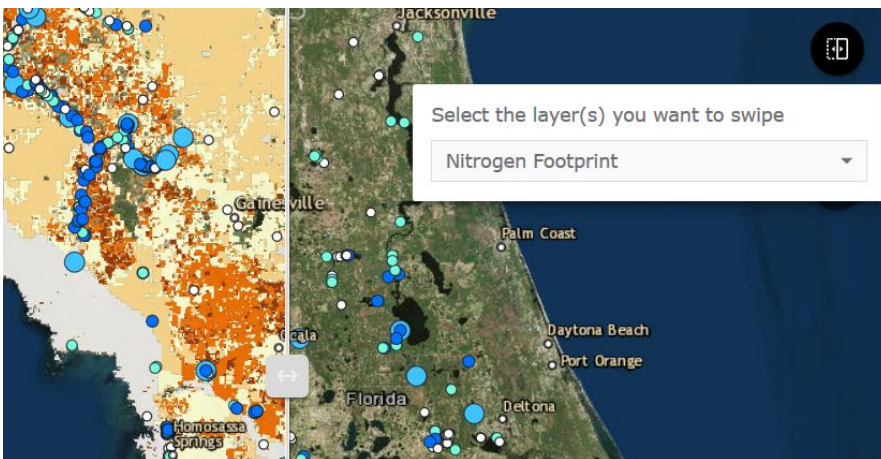 Jacksonville
Select the layer(s) you want to swipe
Nitrogen Footprint
Gainesville
Palm Coast
Ocala
Daytona Beach
Port Orange
Florida
Deltona
Homosassa
Springs